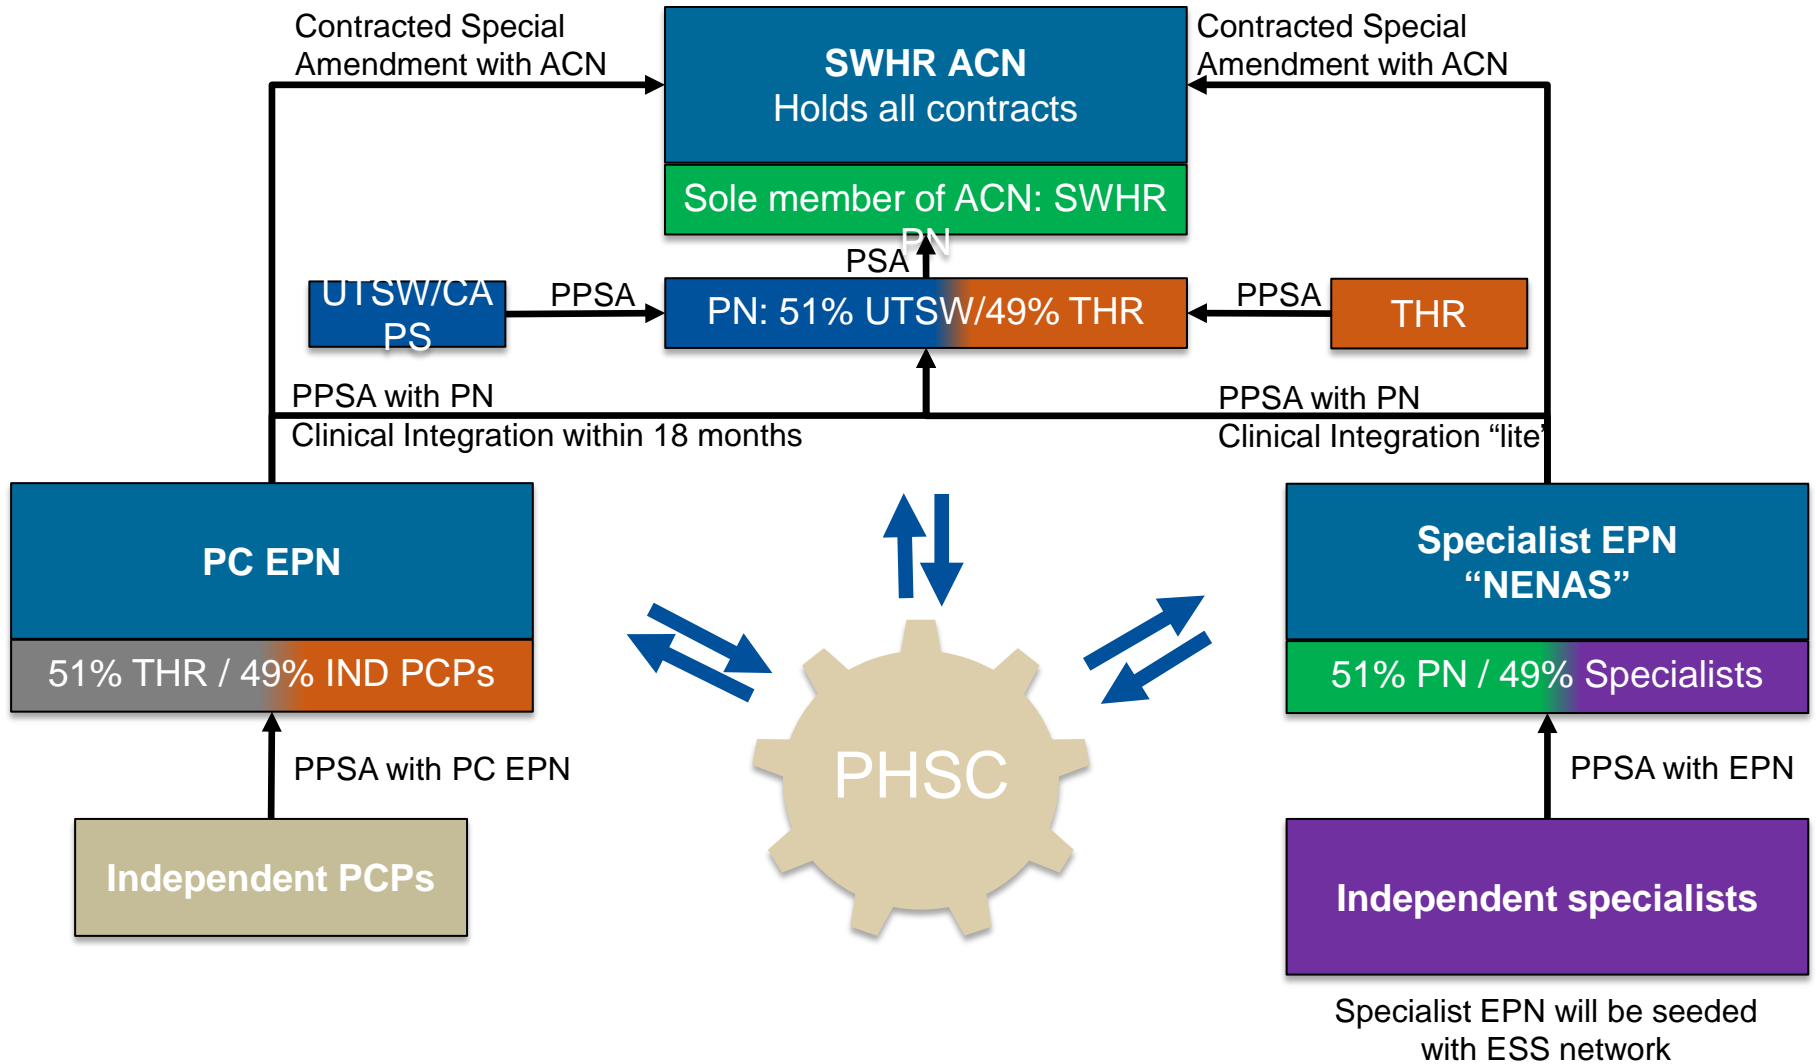 Contracted Special
Amendment with ACN
SWHR ACN
Holds all contracts
Contracted Special
Amendment with ACN
Sole member of ACN: SWHR
PN
PSA
UTSW/CA
PS
PPSA
PN: 51% UTSW/49% THR
PPSA
THR
PPSA with PN
Clinical Integration within 18 months
PPSA with PN
Clinical Integration “lite”
PC EPN
51% THR / 49% IND PCPs
Specialist EPN
“NENAS”
51% PN / 49% Specialists
PPSA with PC EPN
PHSC
PPSA with EPN
Independent PCPs
Independent specialists
Specialist EPN will be seeded
with ESS network